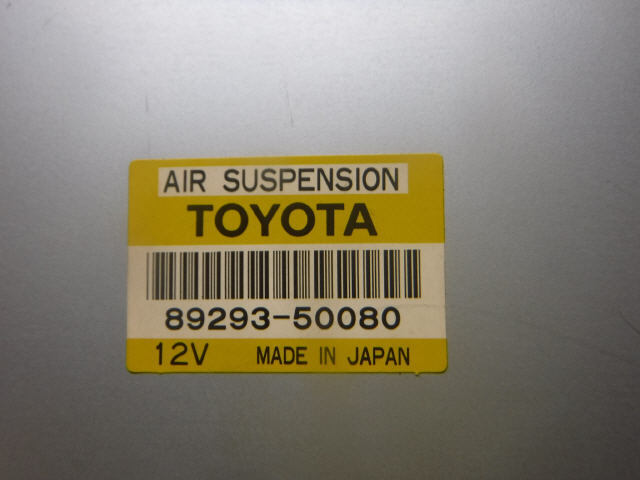 AIR SUSPENSION
TOYOTA
89293-50080
12V MADE IN JAPAN